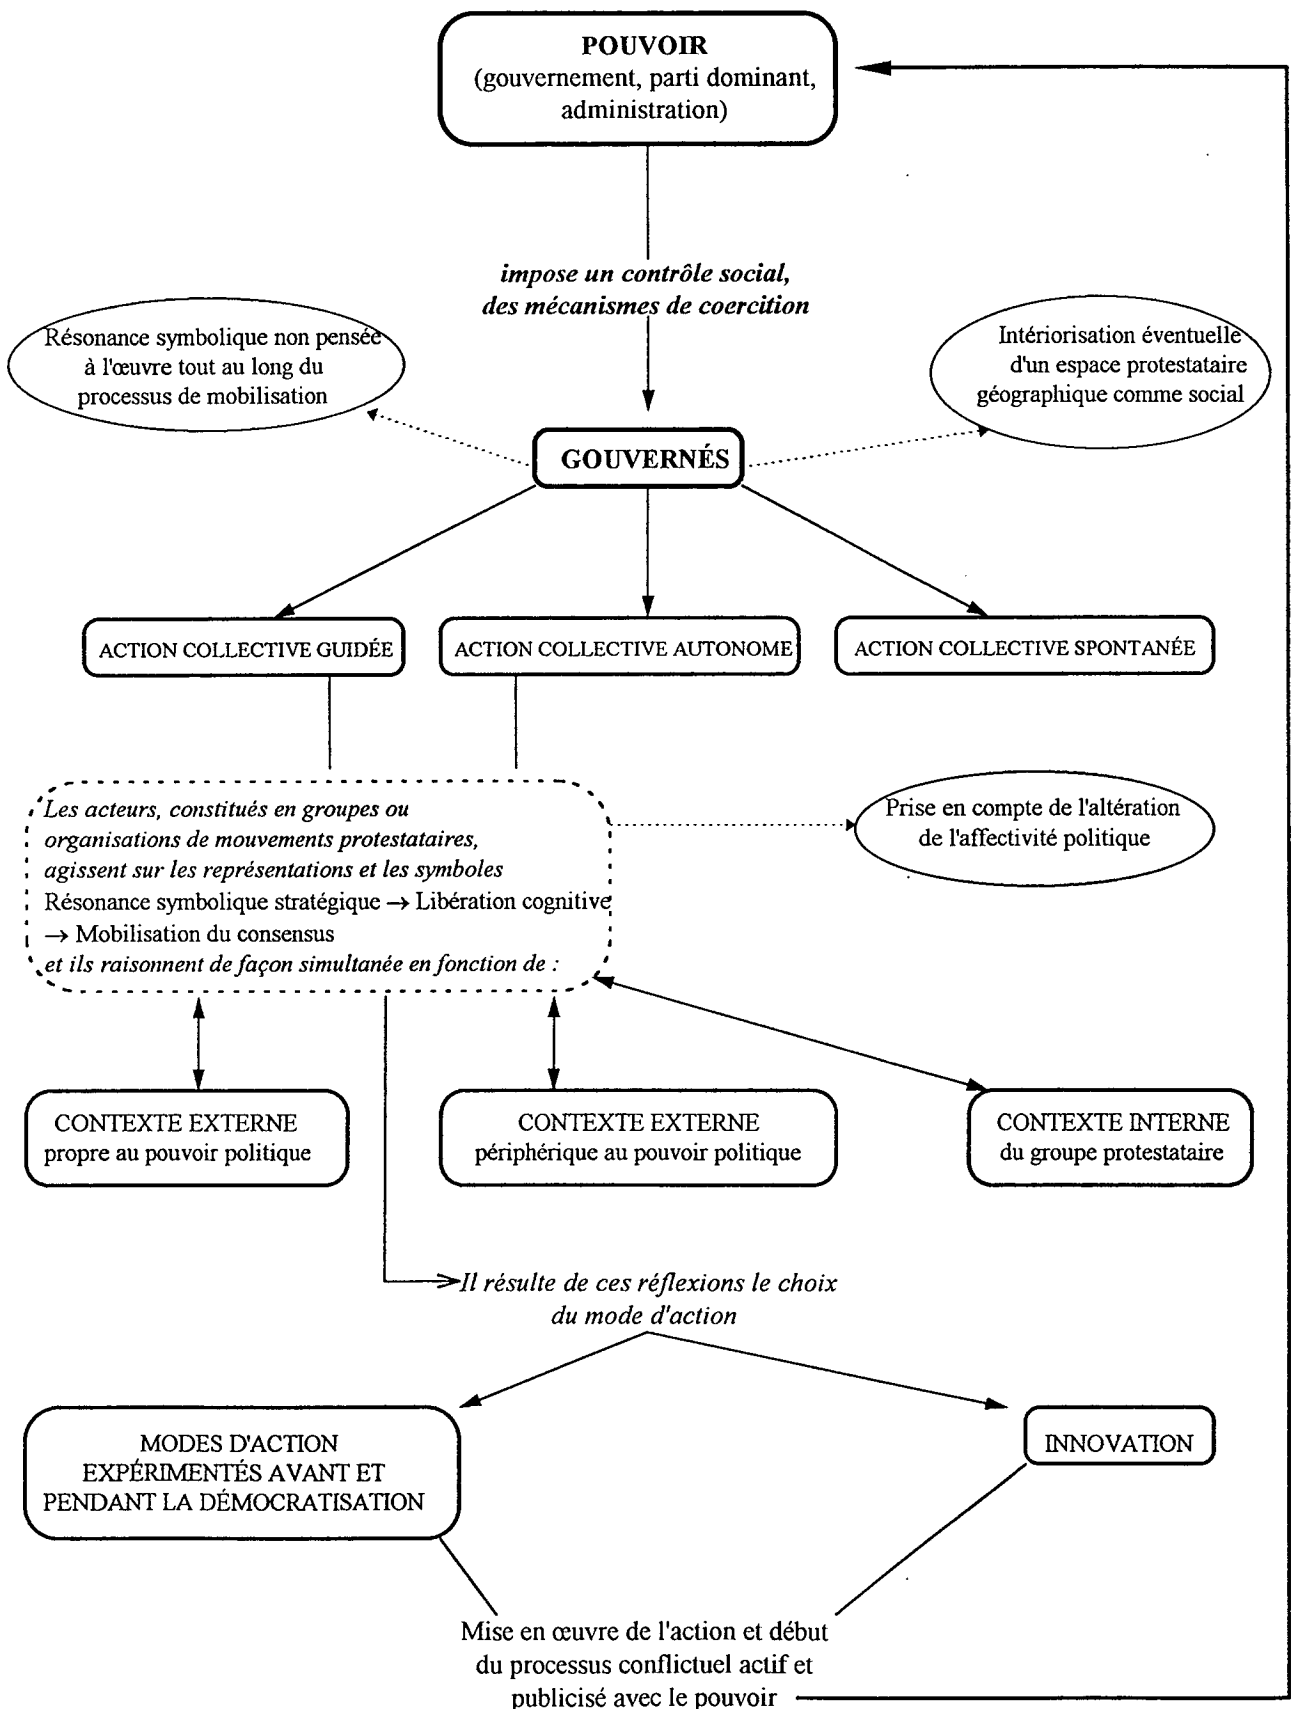 POUVOIR
(gouvernement, parti dominant,
administration)
impose un contrôle social,
des mécanismes de coercition
Résonance symbolique non pensée
à l'œuvre tout au long du
processus de mobilisation
Intériorisation éventuelle
d'un espace protestataire
géographique comme social
GOUVERNÉS
ACTION COLLECTIVE GUIDÉE
ACTION COLLECTIVE AUTONOME
ACTION COLLECTIVE SPONTANÉE
Les acteurs, constitués en groupes ou
organisations de mouvements protestataires,
agissent sur les représentations et les symboles
Résonance symbolique stratégique → Libération cognitive
→ Mobilisation du consensus
et ils raisonnent de façon simultanée en fonction de :
Prise en compte de l'altération
de l'affectivité politique
CONTEXTE EXTERNE
propre au pouvoir politique
CONTEXTE EXTERNE
périphérique au pouvoir politique
CONTEXTE INTERNE
du groupe protestataire
Il résulte de ces réflexions le choix
du mode d'action
MODES D'ACTION
EXPÉRIMENTÉS AVANT ET
PENDANT LA DÉMOCRATISATION
INNOVATION
Mise en œuvre de l'action et début
du processus conflictuel actif et
publicisé avec le pouvoir